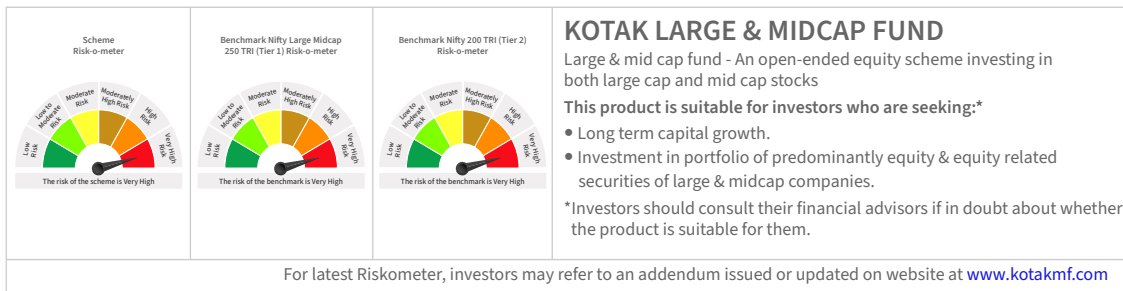 Scheme
Risk-o-meter
Low
Risk
Low to
Moderate
Risk
Moderate
Risk
Moderately
High Risk
High
Risk
Very High
Risk
The risk of the scheme is Very High
Benchmark Nifty Large Midcap
250 TRI (Tier 1) Risk-o-meter
Low
Risk
Low to
Moderate
Risk
Moderate
Risk
Moderately
High Risk
High
Risk
Very High
Risk
The risk of the benchmark is Very High
Benchmark Nifty 200 TRI (Tier 2)
Risk-o-meter
Low
Risk
Low to
Moderate
Risk
Moderate
Risk
Moderately
High Risk
High
Risk
Very High
Risk
The risk of the benchmark is Very High
KOTAK LARGE & MIDCAP FUND
Large & mid cap fund - An open-ended equity scheme investing in
both large cap and mid cap stocks
This product is suitable for investors who are seeking:*
• Long term capital growth.
• Investment in portfolio of predominantly equity & equity related
securities of large & midcap companies.
*Investors should consult their financial advisors if in doubt about whether
the product is suitable for them.
For latest Riskometer, investors may refer to an addendum issued or updated on website at www.kotakmf.com